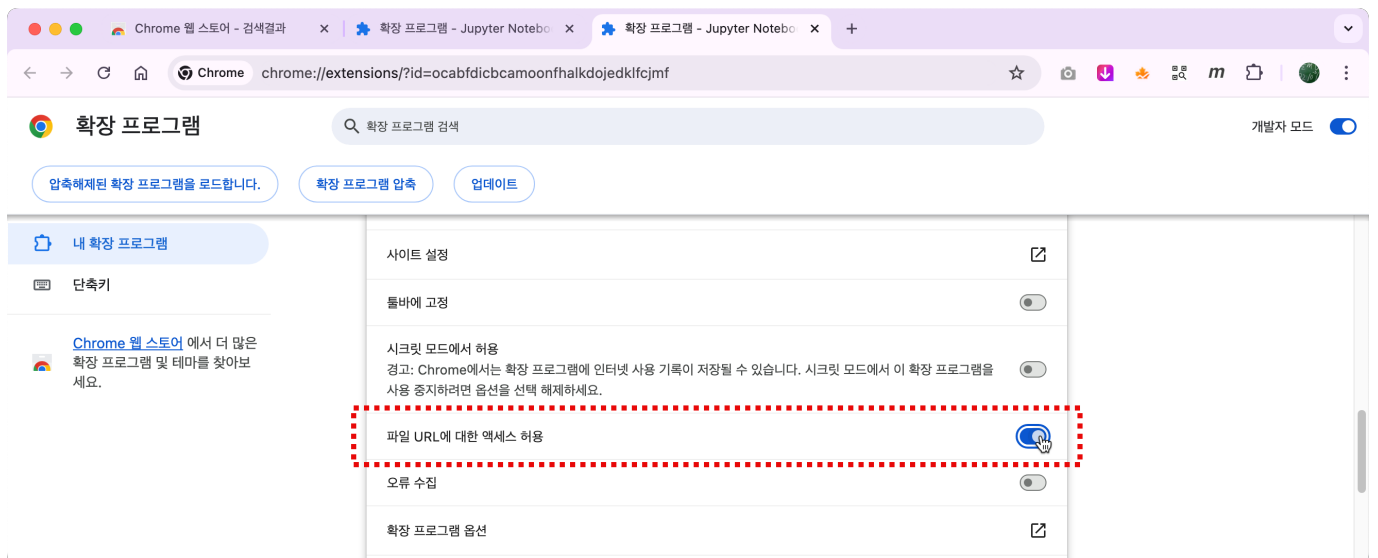 Chrome 웹 스토어 - 검색결과
확장 프로그램 - Jupyter Notebo
확장 프로그램 - Jupyter Notebo
Chrome
chrome://extensions/?id=ocabfdicbcamoonfhalkdojedklfcjmf
m
확장 프로그램
확장 프로그램 검색
개발자 모드
압축해제된 확장 프로그램을 로드합니다.
확장 프로그램 압축
업데이트
내 확장 프로그램
단축키
Chrome 웹 스토어 에서 더 많은
확장 프로그램 및 테마를 찾아보
세요.
사이트 설정
툴바에 고정
시크릿 모드에서 허용
경고: Chrome에서는 확장 프로그램에 인터넷 사용 기록이 저장될 수 있습니다. 시크릿 모드에서 이 확장 프로그램을
사용 중지하려면 옵션을 선택 해제하세요.
파일 URL에 대한 액세스 허용
오류 수집
확장 프로그램 옵션